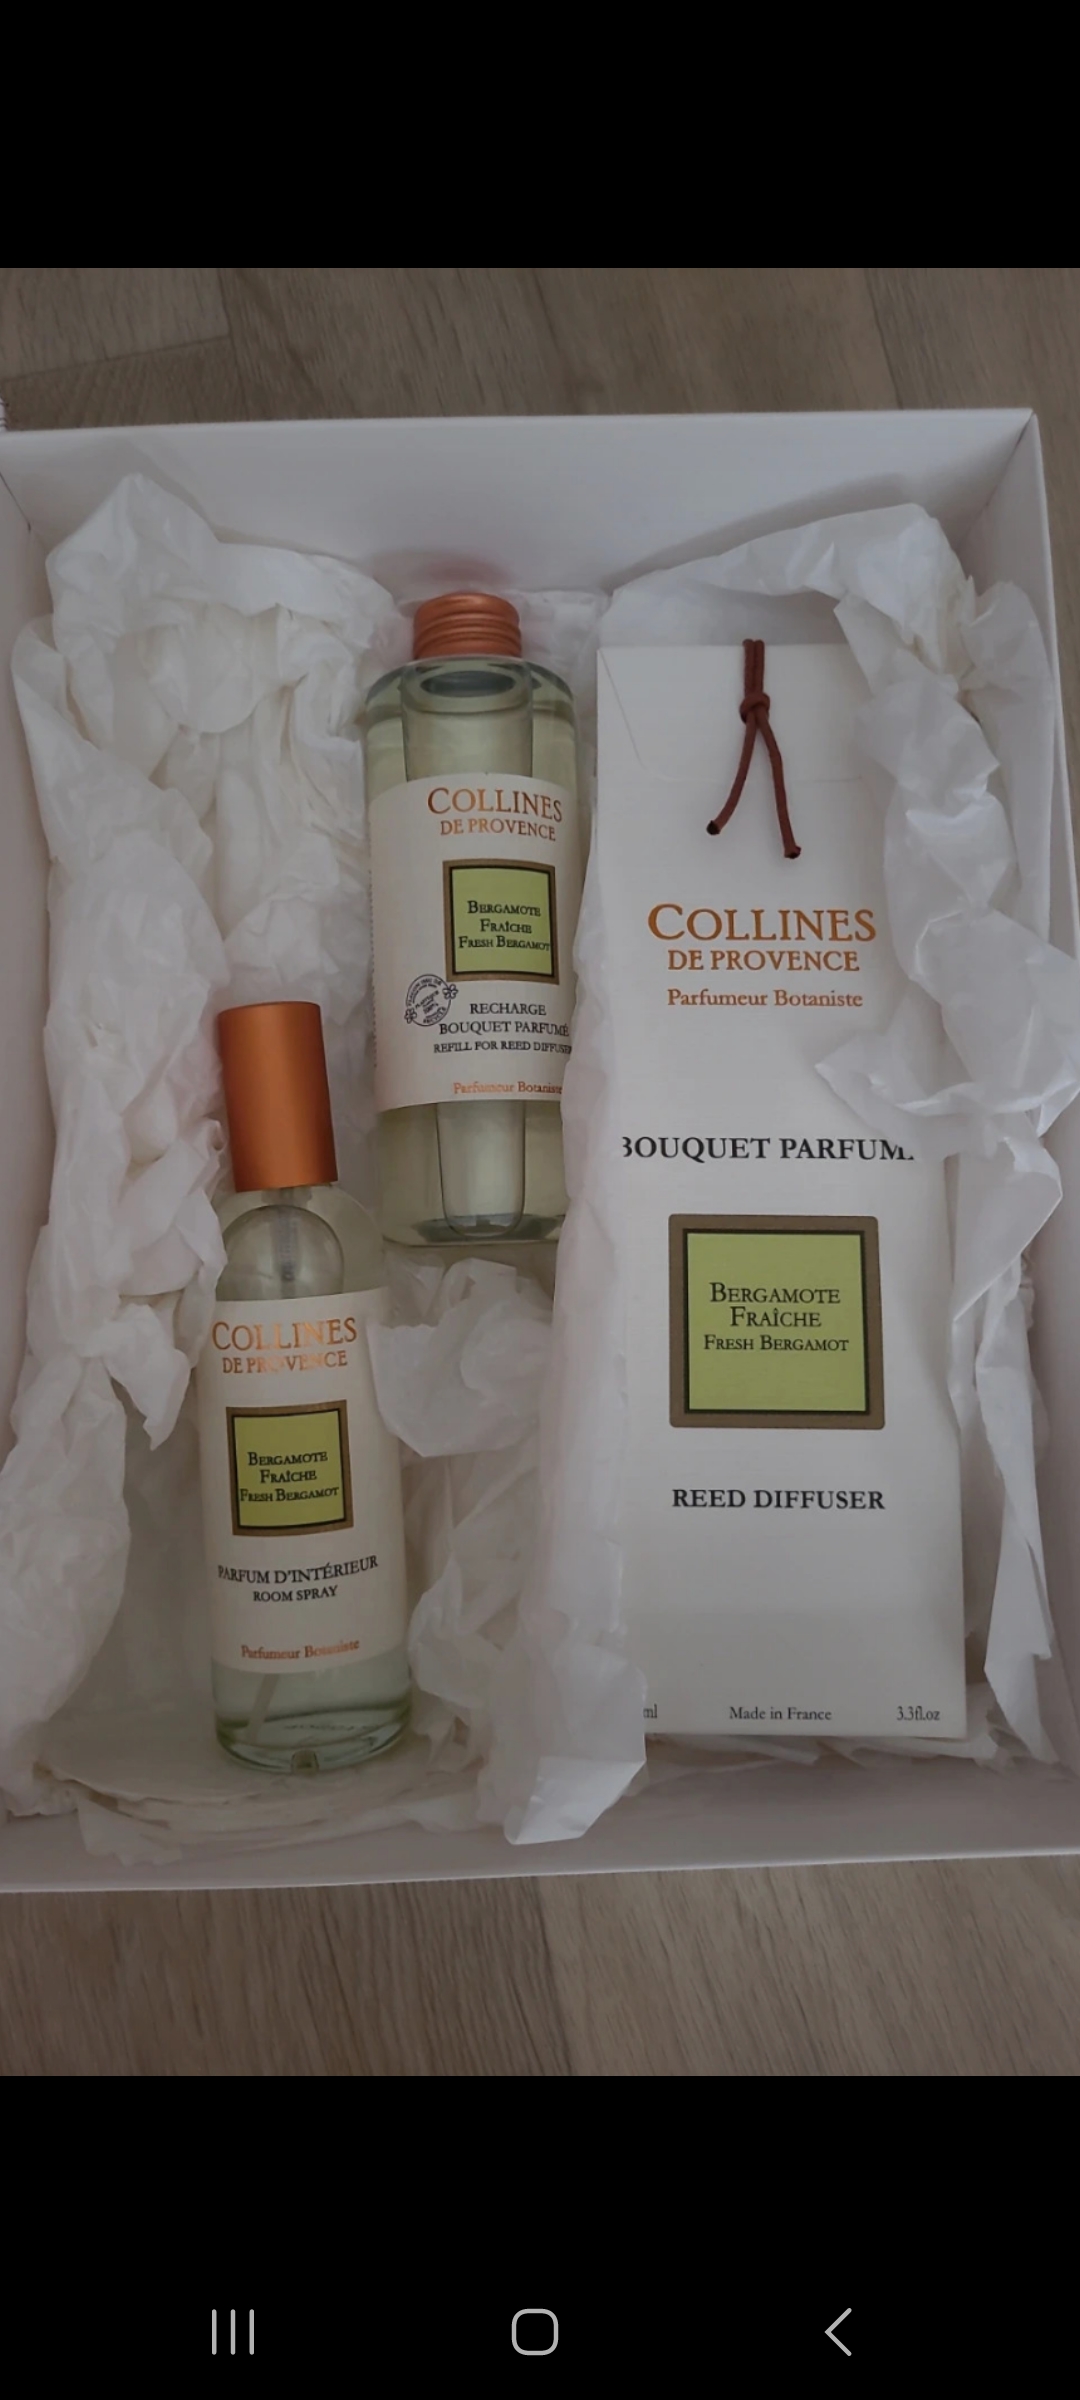 COLLINES
DE PROVENCE
BERGAMOTE
FRAÎCHE
FRESH BERGAMOT
RECHARGE
BOUQUET PARFUMÉ
REFILL FOR REED DIFFUSER
Parfumeur Botaniste
COLLINES
DE PROVENCE
Parfumeur Botaniste
BOUQUET PARFUM
BERGAMOTE
FRAÎCHE
FRESH BERGAMOT
REED DIFFUSER
ml Made in France 3.3fl.oz
COLLINES
DE PROVENCE
BERGAMOTE
FRAÎCHE
FRESH BERGAMOT
PARFUM D'INTÉRIEUR
ROOM SPRAY
Parfumeur Botaniste